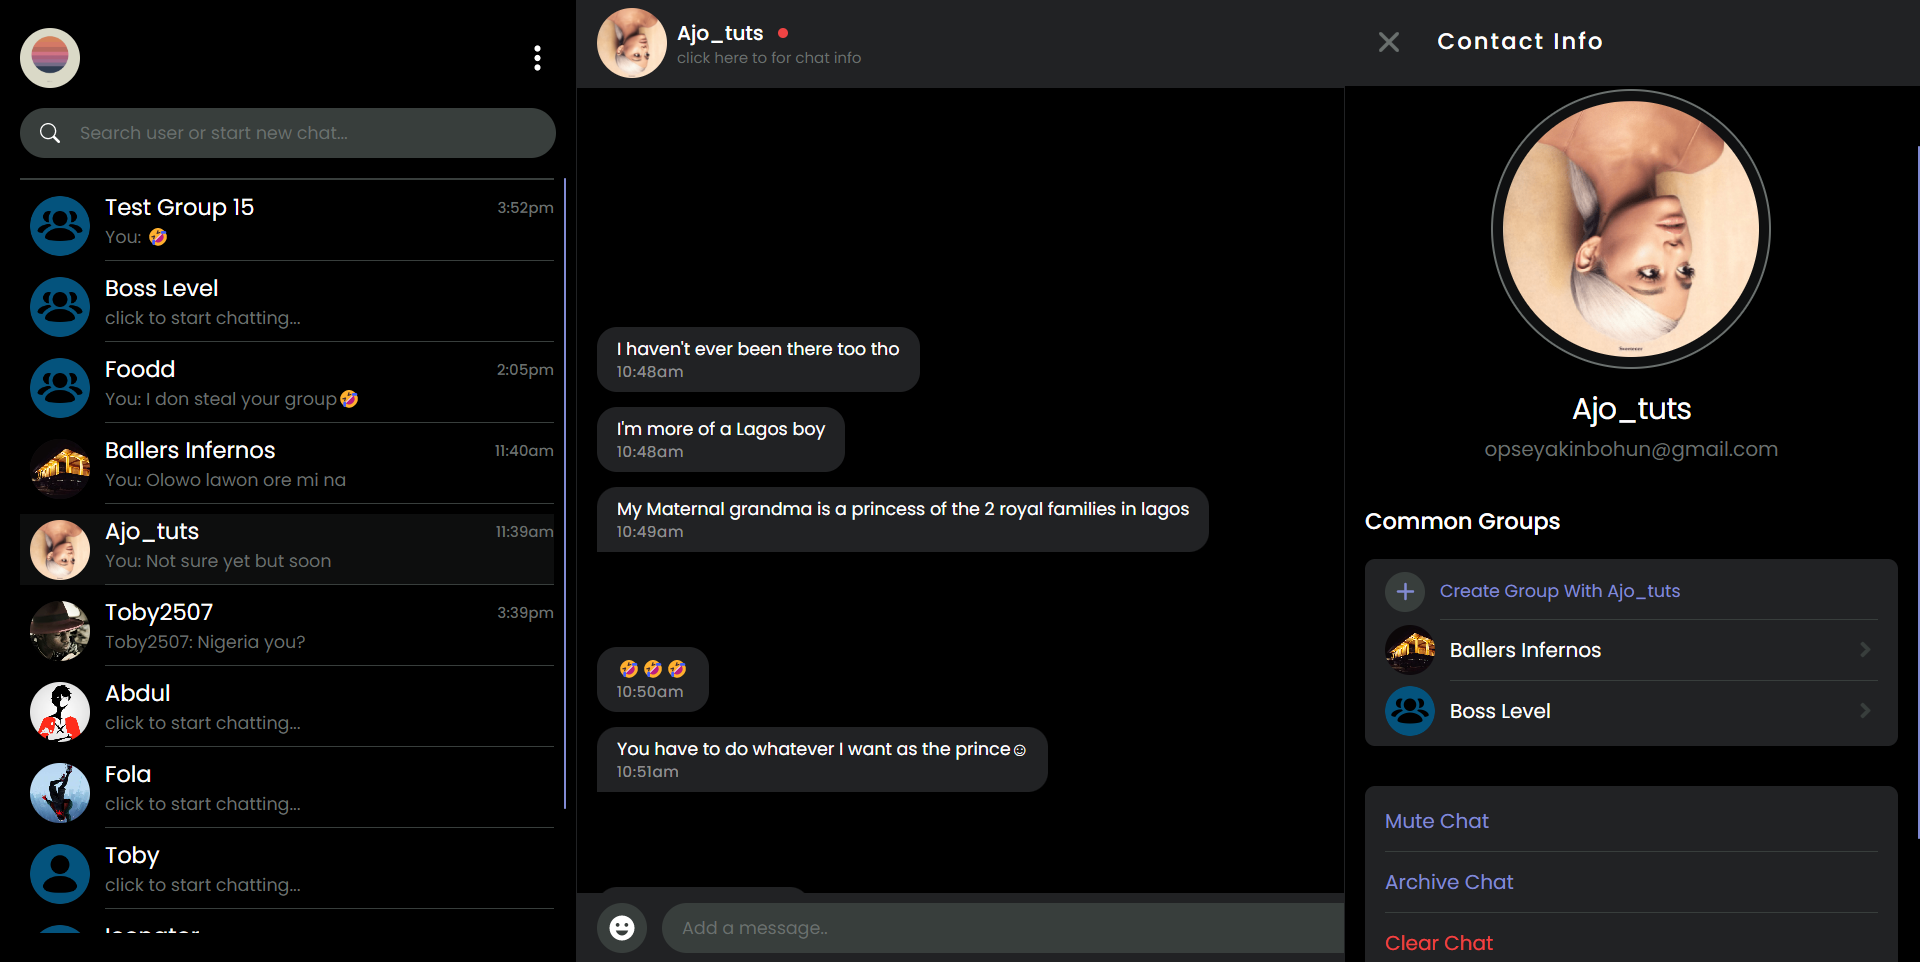 Search user or start new chat...
Test Group 15
3:52pm
You: 🤣
Boss Level
click to start chatting...
Foodd
2:05pm
You: I don steal your group🤣
Ballers Infernos
11:40am
You: Olowo lawon ore mi na
Ajo_tuts
11:39am
You: Not sure yet but soon
Toby2507
3:39pm
Toby2507: Nigeria you?
Abdul
click to start chatting...
Fola
click to start chatting...
Toby
click to start chatting...
Ajo_tuts
click here to for chat info
I haven't ever been there too tho
10:48am
I'm more of a Lagos boy
10:48am
My Maternal grandma is a princess of the 2 royal families in lagos
10:49am
🤣🤣🤣
10:50am
You have to do whatever I want as the prince☺
10:51am
Add a message..
Contact Info
Ajo_tuts
opseyakinbohun@gmail.com
Common Groups
Create Group With Ajo_tuts
Ballers Infernos
Boss Level
Mute Chat
Archive Chat
Clear Chat